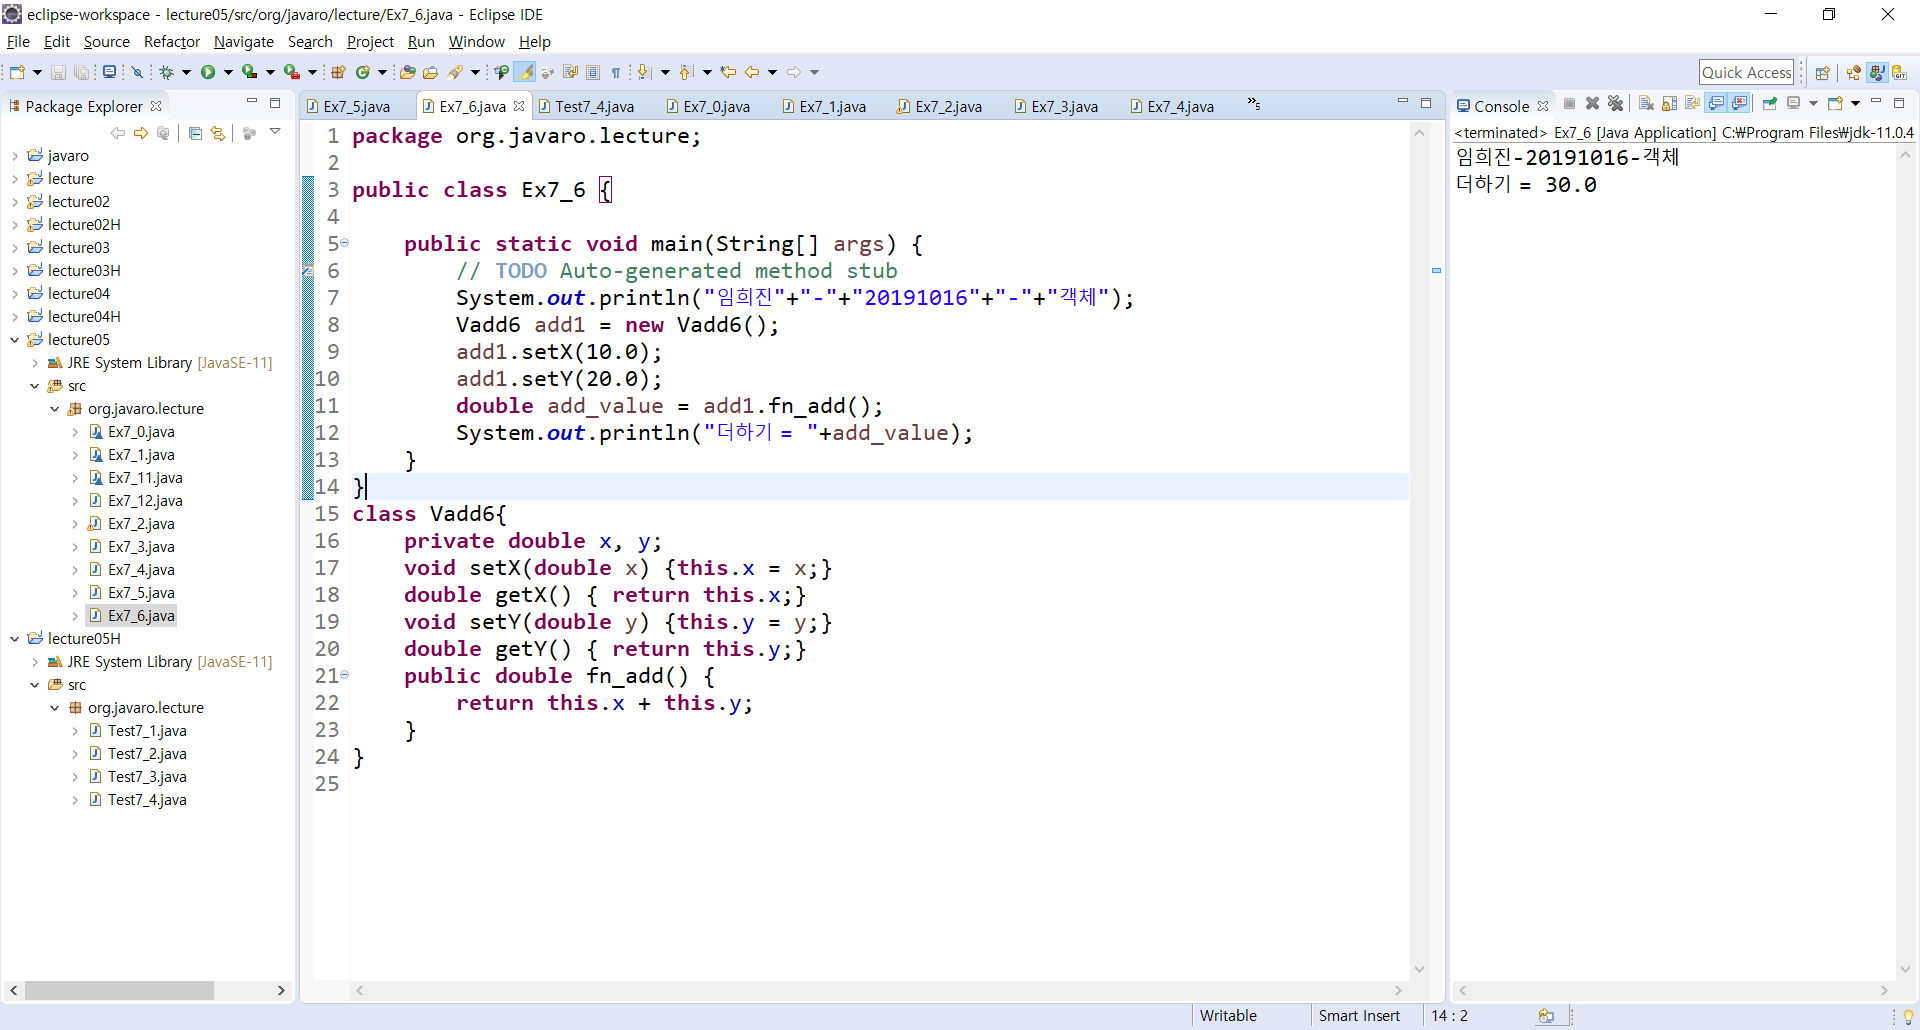 eclipse-workspace - lecture05/src/org/javaro/lecture/Ex7_6.java - Eclipse IDE
File Edit Source Refactor Navigate Search Project Run Window Help
Quick Access
Package Explorer
javaro
lecture
lecture02
lecture02H
lecture03
lecture03H
lecture04
lecture04H
lecture05
JRE System Library [JavaSE-11]
src
org.javaro.lecture
Ex7_0.java
Ex7_1.java
Ex7_11.java
Ex7_12.java
Ex7_2.java
Ex7_3.java
Ex7_4.java
Ex7_5.java
Ex7_6.java
lecture05H
JRE System Library [JavaSE-11]
src
org.javaro.lecture
Test7_1.java
Test7_2.java
Test7_3.java
Test7_4.java
Ex7_5.java Ex7_6.java Test7_4.java Ex7_0.java Ex7_1.java Ex7_2.java Ex7_3.java Ex7_4.java »5
1 package org.javaro.lecture;
2
3 public class Ex7_6 {
4
5 public static void main(String[] args) {
6 // TODO Auto-generated method stub
7 System.out.println("임희진"+"-"+"20191016"+"-"+"객체");
8 Vadd6 add1 = new Vadd6();
9 add1.setX(10.0);
10 add1.setY(20.0);
11 double add_value = add1.fn_add();
12 System.out.println("더하기 = "+add_value);
13 }
14 }
15 class Vadd6{
16 private double x, y;
17 void setX(double x) {this.x = x;}
18 double getX() { return this.x;}
19 void setY(double y) {this.y = y;}
20 double getY() { return this.y;}
21 public double fn_add() {
22 return this.x + this.y;
23 }
24 }
25
Console
<terminated> Ex7_6 [Java Application] C:₩Program Files₩jdk-11.0.4
임희진-20191016-객체
더하기 = 30.0
Writable Smart Insert 14 : 2